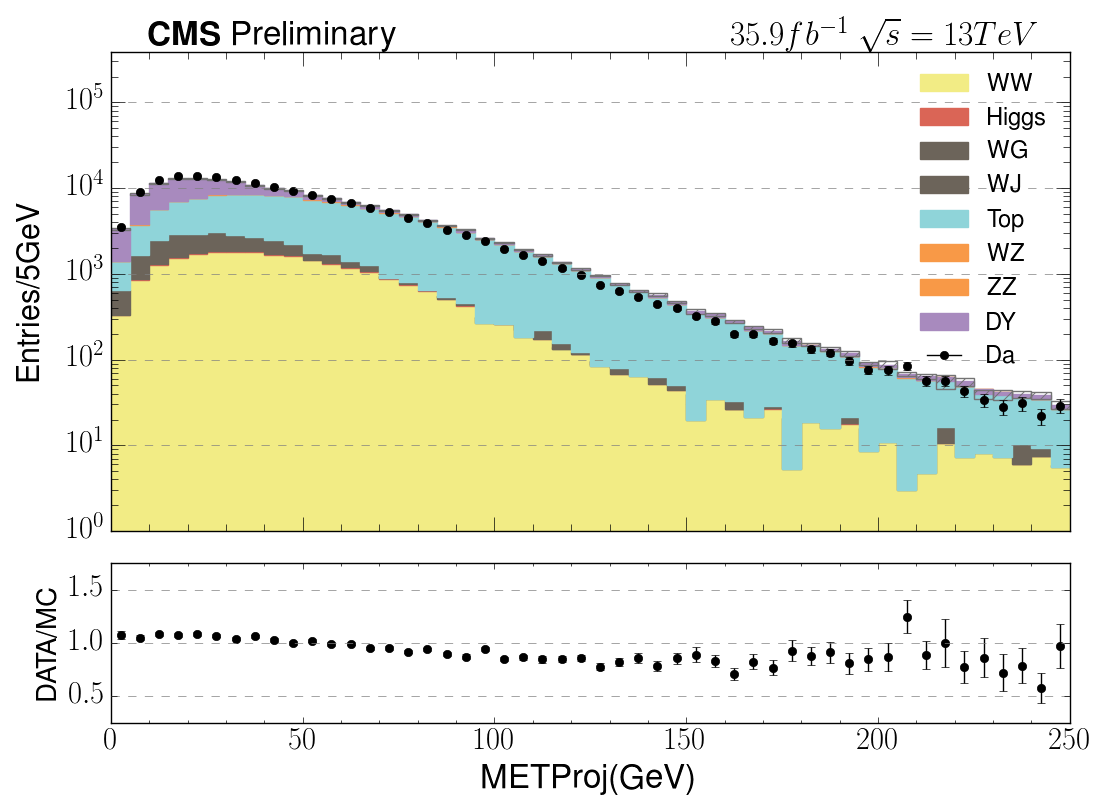 CMS Preliminary 35.9fb⁻¹ √s = 13TeV
Entries/5GeV
10⁵
10⁴
10³
10²
10¹
10⁰
WW
Higgs
WG
WJ
Top
WZ
ZZ
DY
Da
DATA/MC
1.5
1.0
0.5
0 50 100 150 200 250
METProj(GeV)